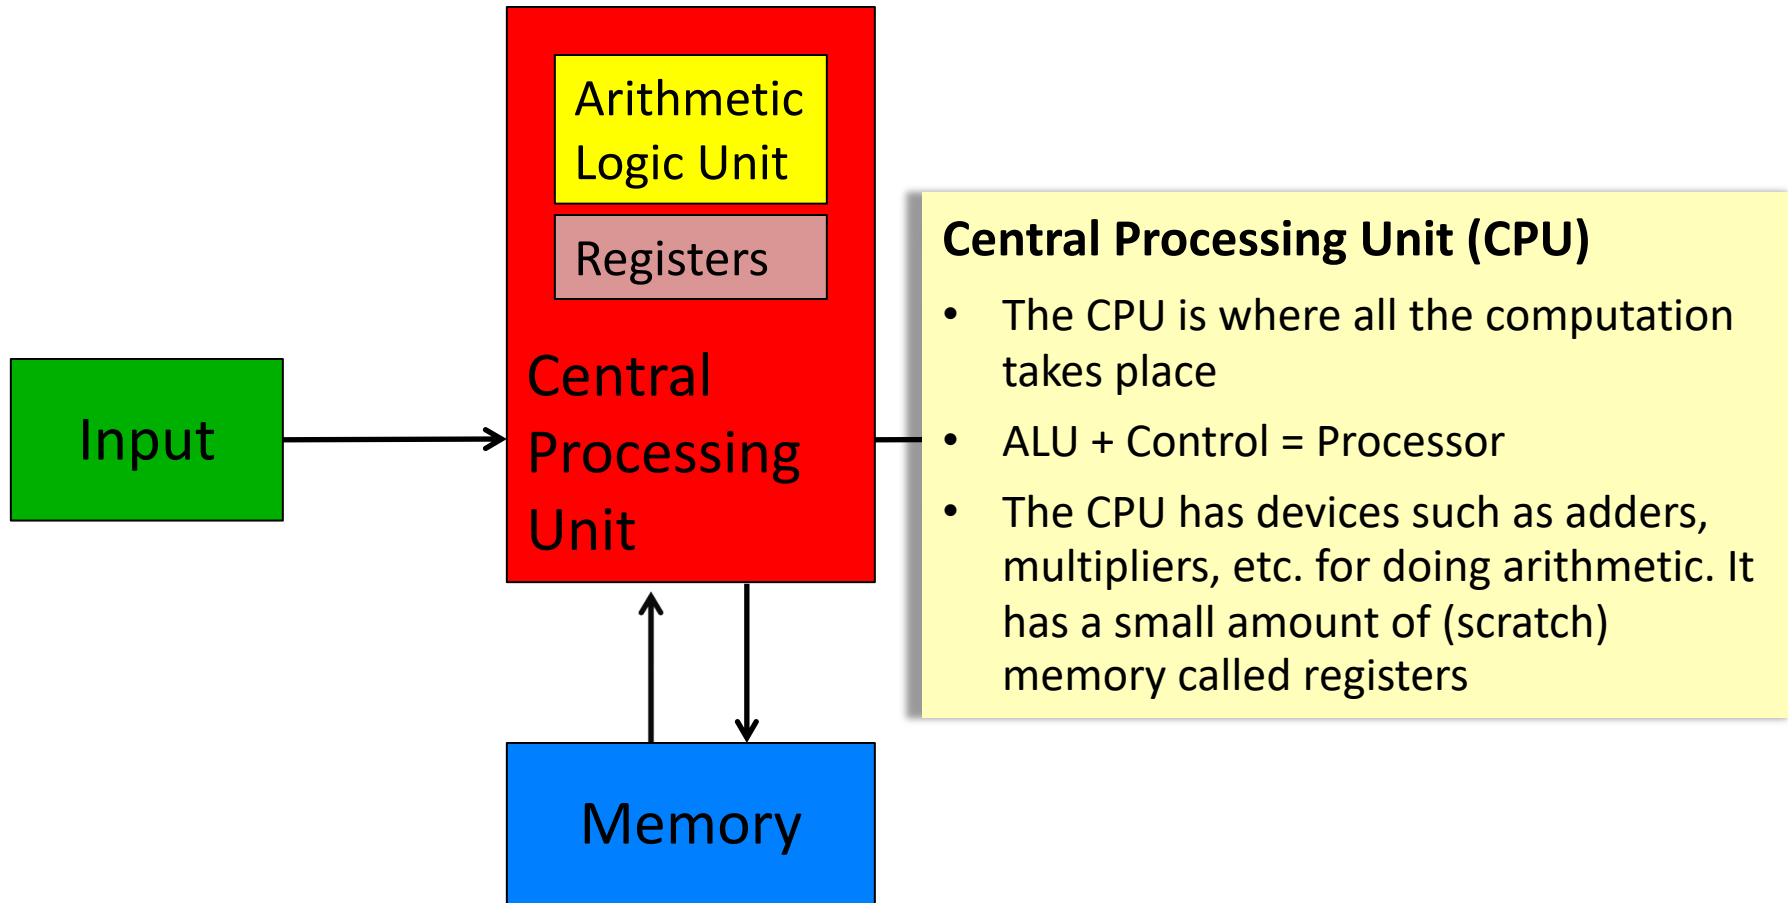 Arithmetic
Logic Unit
Registers
Central
Processing
Unit
Input
Memory
Central Processing Unit (CPU)
• The CPU is where all the computation
takes place
• ALU + Control = Processor
• The CPU has devices such as adders,
multipliers, etc. for doing arithmetic. It
has a small amount of (scratch)
memory called registers